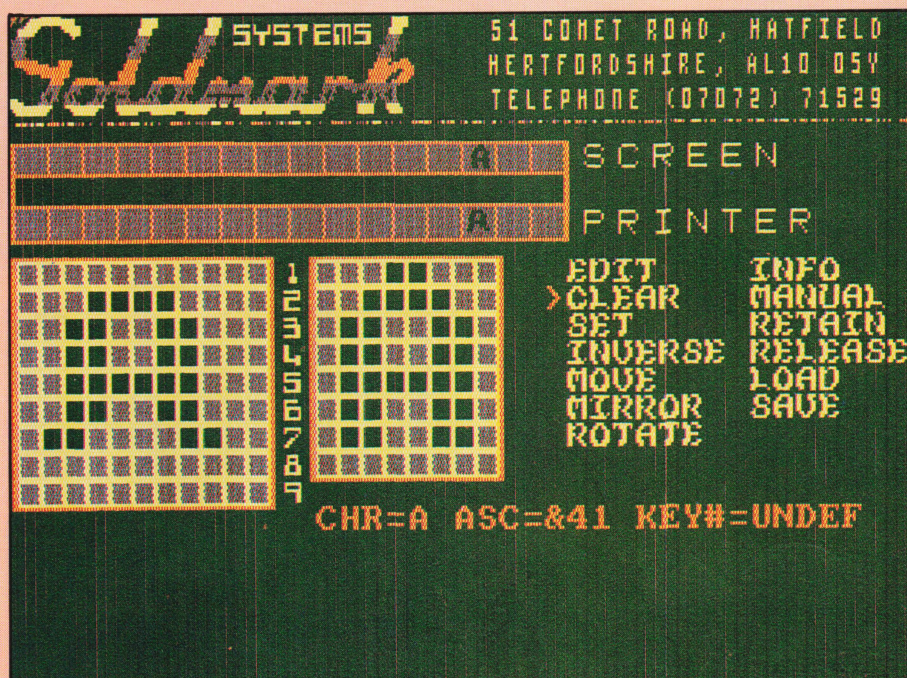 Goldmark SYSTEMS
51 COMET ROAD, HATFIELD
HERTFORDSHIRE, AL10 0SY
TELEPHONE (07072) 71529
A SCREEN
A PRINTER
1
2
3
4
5
6
7
8
9
EDIT INFO
>CLEAR MANUAL
SET RETAIN
INVERSE RELEASE
MOVE LOAD
MIRROR SAVE
ROTATE
CHR=A ASC=&41 KEY#=UNDEF